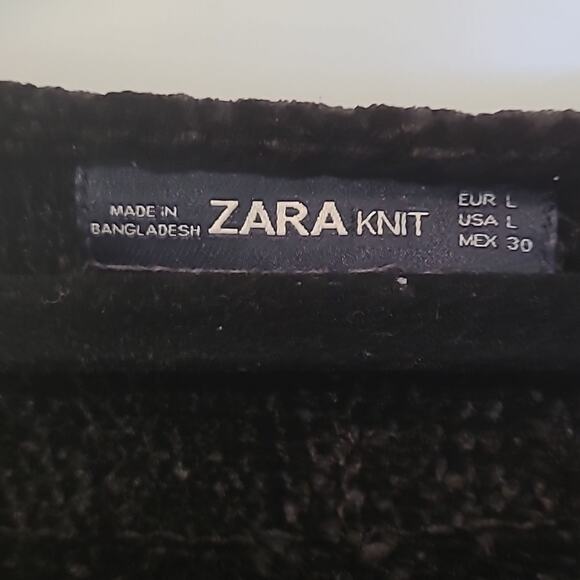 MADE IN
BANGLADESH
ZARA KNIT
EUR L
USA L
MEX 30